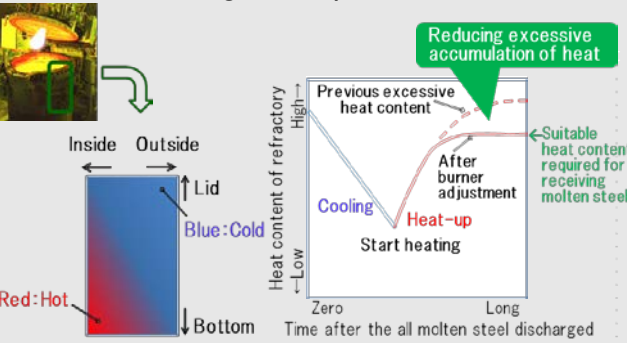 Reducing excessive
accumulation of heat
Previous excessive
heat content
High→
Heat content of refractory
←Low
After
burner
adjustment
←Suitable
heat content
required for
receiving
molten steel
Cooling
Heat-up
Start heating
Zero
Long
Time after the all molten steel discharged
Inside
Outside
Lid
Blue:Cold
Red:Hot
Bottom